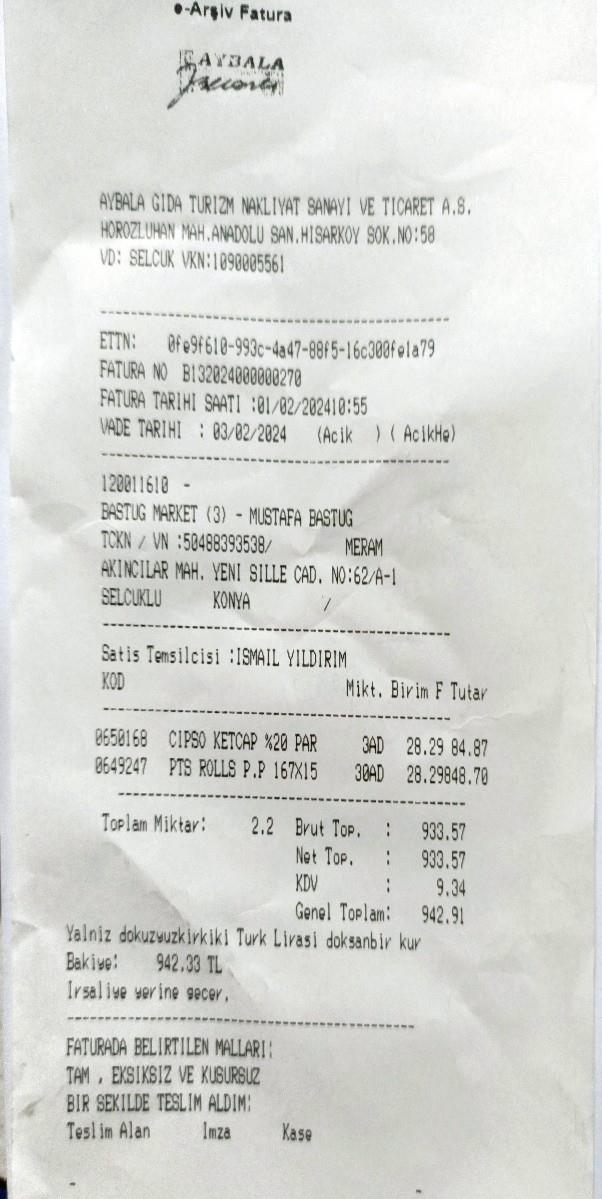 e-Arşiv Fatura
AYBALA
AYBALA GIDA TURIZM NAKLIYAT SANAYI VE TICARET A.S.
HOROZLUHAN MAH.ANADOLU SAN.HISARKOY SOK.NO:58
VD: SELCUK VKN:1090005561
ETTN: 0fe9f610-993c-4a47-88f5-16c300fe1a79
FATURA NO B132024000000270
FATURA TARIHI SAATI :01/02/202410:55
VADE TARIHI : 03/02/2024 (Acik ) ( AcikHe)
120011610 -
BASTUG MARKET (3) - MUSTAFA BASTUG
TCKN / VN :50488393538/ MERAM
AKINCILAR MAH. YENI SILLE CAD. NO:62/A-1
SELCUKLU KONYA /
Satis Temsilcisi :ISMAIL YILDIRIM
KOD Mikt. Birim F Tutar
0650168 CIPSO KETCAP %20 PAR 3AD 28.29 84.87
0649247 PTS ROLLS P.P 167X15 30AD 28.29848.70
Toplam Miktar: 2.2 Brut Top. : 933.57
Net Top. : 933.57
KDV : 9.34
Genel Toplam: 942.91
Yalniz dokuzyuzkirkiki Turk Lirasi doksanbir kur
Bakiye: 942.33 TL
Irsaliye yerine gecer.
FATURADA BELIRTILEN MALLARI:
TAM , EKSIKSIZ VE KUSURSUZ
BIR SEKILDE TESLIM ALDIM:
Teslim Alan Imza Kase